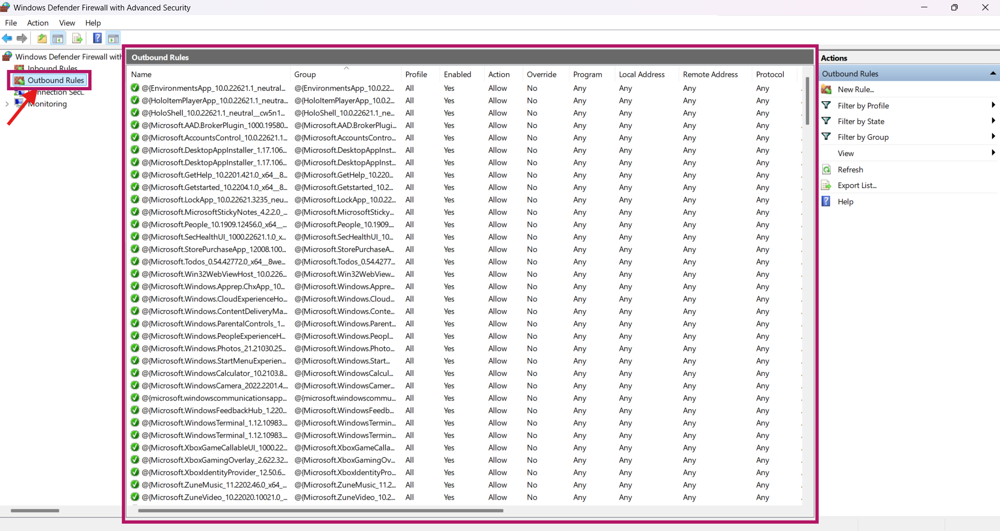 Windows Defender Firewall with Advanced Security
File Action View Help
Windows Defender Firewall with
Inbound Rules
Outbound Rules
Monitoring
Outbound Rules
Name Group Profile Enabled Action Override Program Local Address Remote Address Protocol
@{EnvironmentsApp_10.0.22621.1_neutral... @{EnvironmentsApp_10.0.22... All Yes Allow No Any Any Any Any
@{HoloItemPlayerApp_10.0.22621.1_neutra... @{HoloItemPlayerApp_10.0.2... All Yes Allow No Any Any Any Any
@{HoloShell_10.0.22621.1_neutral__cw5n1... @{HoloShell_10.0.22621.1_ne... All Yes Allow No Any Any Any Any
@{Microsoft.AAD.BrokerPlugin_1000.19580... @{Microsoft.AAD.BrokerPlugi... All Yes Allow No Any Any Any Any
@{Microsoft.AccountsControl_10.0.22621.1... @{Microsoft.AccountsContro... All Yes Allow No Any Any Any Any
@{Microsoft.DesktopAppInstaller_1.17.106... @{Microsoft.DesktopAppInst... All Yes Allow No Any Any Any Any
@{Microsoft.DesktopAppInstaller_1.17.106... @{Microsoft.DesktopAppInst... All Yes Allow No Any Any Any Any
@{Microsoft.GetHelp_10.2201.421.0_x64__8... @{Microsoft.GetHelp_10.220... All Yes Allow No Any Any Any Any
@{Microsoft.Getstarted_10.2204.1.0_x64__8... @{Microsoft.Getstarted_10.2... All Yes Allow No Any Any Any Any
@{Microsoft.LockApp_10.0.22621.3235_neu... @{Microsoft.LockApp_10.0.22... All Yes Allow No Any Any Any Any
@{Microsoft.MicrosoftStickyNotes_4.2.2.0_... @{Microsoft.MicrosoftSticky... All Yes Allow No Any Any Any Any
@{Microsoft.People_10.1909.12456.0_x64__... @{Microsoft.People_10.1909.... All Yes Allow No Any Any Any Any
@{Microsoft.SecHealthUI_1000.22621.1.0_x... @{Microsoft.SecHealthUI_10... All Yes Allow No Any Any Any Any
@{Microsoft.StorePurchaseApp_12008.100... @{Microsoft.StorePurchaseA... All Yes Allow No Any Any Any Any
@{Microsoft.Todos_0.54.42772.0_x64__8we... @{Microsoft.Todos_0.54.4277... All Yes Allow No Any Any Any Any
@{Microsoft.Win32WebViewHost_10.0.226... @{Microsoft.Win32WebView... All Yes Allow No Any Any Any Any
@{Microsoft.Windows.Apprep.ChxApp_10... @{Microsoft.Windows.Appre... All Yes Allow No Any Any Any Any
@{Microsoft.Windows.CloudExperienceHo... @{Microsoft.Windows.Cloud... All Yes Allow No Any Any Any Any
@{Microsoft.Windows.ContentDeliveryMa... @{Microsoft.Windows.Conte... All Yes Allow No Any Any Any Any
@{Microsoft.Windows.ParentalControls_1... @{Microsoft.Windows.Parent... All Yes Allow No Any Any Any Any
@{Microsoft.Windows.PeopleExperienceH... @{Microsoft.Windows.Peopl... All Yes Allow No Any Any Any Any
@{Microsoft.Windows.Photos_21.21030.25... @{Microsoft.Windows.Photo... All Yes Allow No Any Any Any Any
@{Microsoft.Windows.StartMenuExperien... @{Microsoft.Windows.Start... All Yes Allow No Any Any Any Any
@{Microsoft.WindowsCalculator_10.2103.8... @{Microsoft.WindowsCalcul... All Yes Allow No Any Any Any Any
@{Microsoft.WindowsCamera_2022.2201.4... @{Microsoft.WindowsCamer... All Yes Allow No Any Any Any Any
@{microsoft.windowscommunicationsapp... @{microsoft.windowscommu... All Yes Allow No Any Any Any Any
@{Microsoft.WindowsFeedbackHub_1.220... @{Microsoft.WindowsFeedb... All Yes Allow No Any Any Any Any
@{Microsoft.WindowsTerminal_1.12.10983.... @{Microsoft.WindowsTermin... All Yes Allow No Any Any Any Any
@{Microsoft.WindowsTerminal_1.12.10983.... @{Microsoft.WindowsTermin... All Yes Allow No Any Any Any Any
@{Microsoft.XboxGameCallableUI_1000.22... @{Microsoft.XboxGameCalla... All Yes Allow No Any Any Any Any
@{Microsoft.XboxGamingOverlay_2.622.32... @{Microsoft.XboxGamingOv... All Yes Allow No Any Any Any Any
@{Microsoft.XboxIdentityProvider_12.50.6... @{Microsoft.XboxIdentityPro... All Yes Allow No Any Any Any Any
@{Microsoft.ZuneMusic_11.2202.46.0_x64_... @{Microsoft.ZuneMusic_11.2... All Yes Allow No Any Any Any Any
@{Microsoft.ZuneVideo_10.22020.10021.0_... @{Microsoft.ZuneVideo_10.2... All Yes Allow No Any Any Any Any
Actions
Outbound Rules
New Rule...
Filter by Profile
Filter by State
Filter by Group
View
Refresh
Export List...
Help